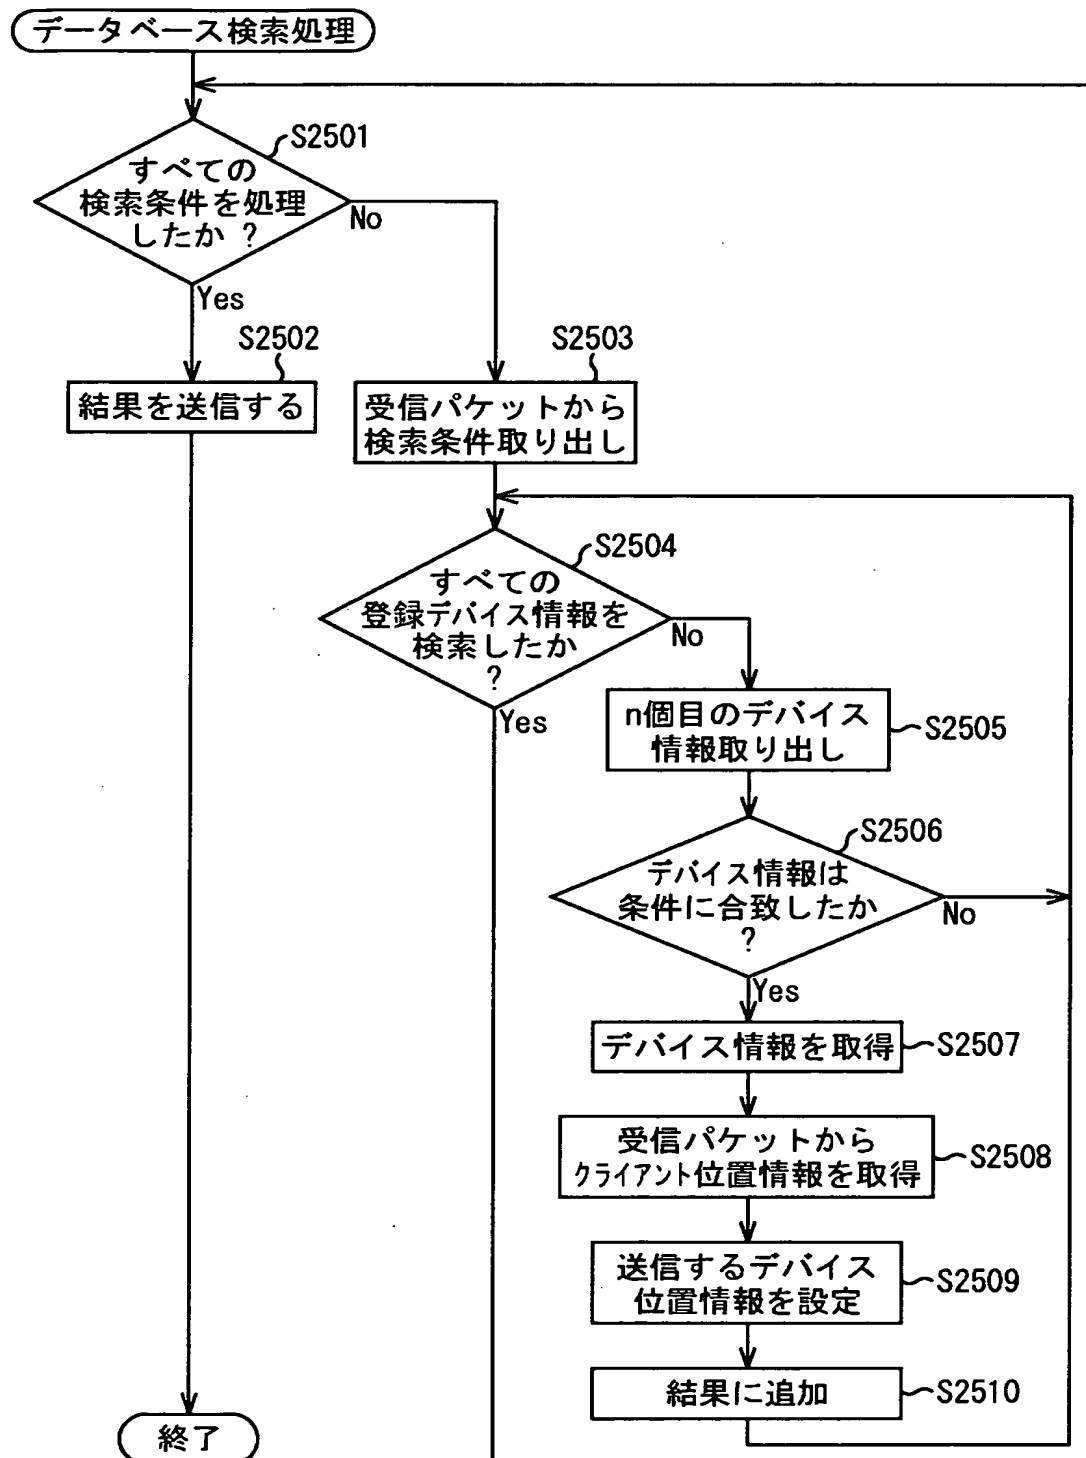 データベース検索処理
S2501
すべての
検索条件を処理
したか ?
No
Yes
S2502
結果を送信する
S2503
受信パケットから
検索条件取り出し
S2504
すべての
登録デバイス情報を
検索したか
?
No
Yes
n個目のデバイス
情報取り出し
S2505
S2506
デバイス情報は
条件に合致したか
?
No
Yes
デバイス情報を取得
S2507
受信パケットから
クライアント位置情報を取得
S2508
送信するデバイス
位置情報を設定
S2509
結果に追加
S2510
終了